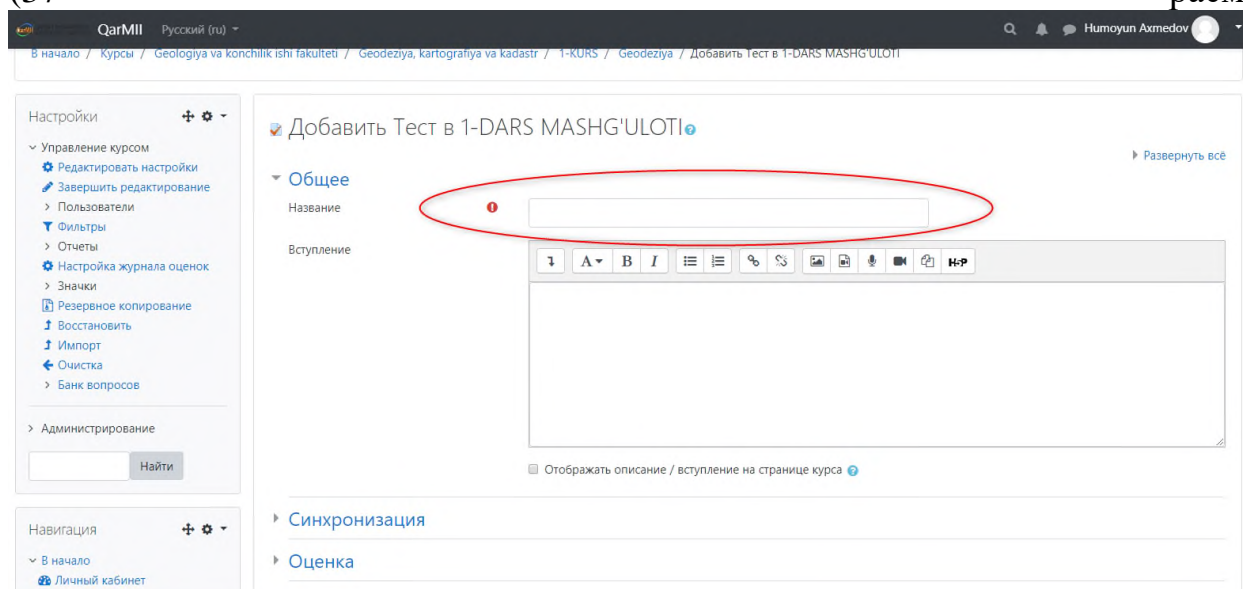 QarMII Русский (ru) Humoyun Axmedov
В начало / Курсы / Geologiya va konchilik ishi fakulteti / Geodeziya, kartografiya va kadastr / 1-KURS / Geodeziya / Добавить Тест в 1-DARS MASHG'ULOTI
Настройки
Управление курсом
Редактировать настройки
Завершить редактирование
Пользователи
Фильтры
Отчеты
Настройка журнала оценок
Значки
Резервное копирование
Восстановить
Импорт
Очистка
Банк вопросов
Администрирование
Найти
Навигация
В начало
Личный кабинет
Добавить Тест в 1-DARS MASHG'ULOTI
Развернуть всё
Общее
Название
Вступление
A B I H-P
Отображать описание / вступление на странице курса
Синхронизация
Оценка